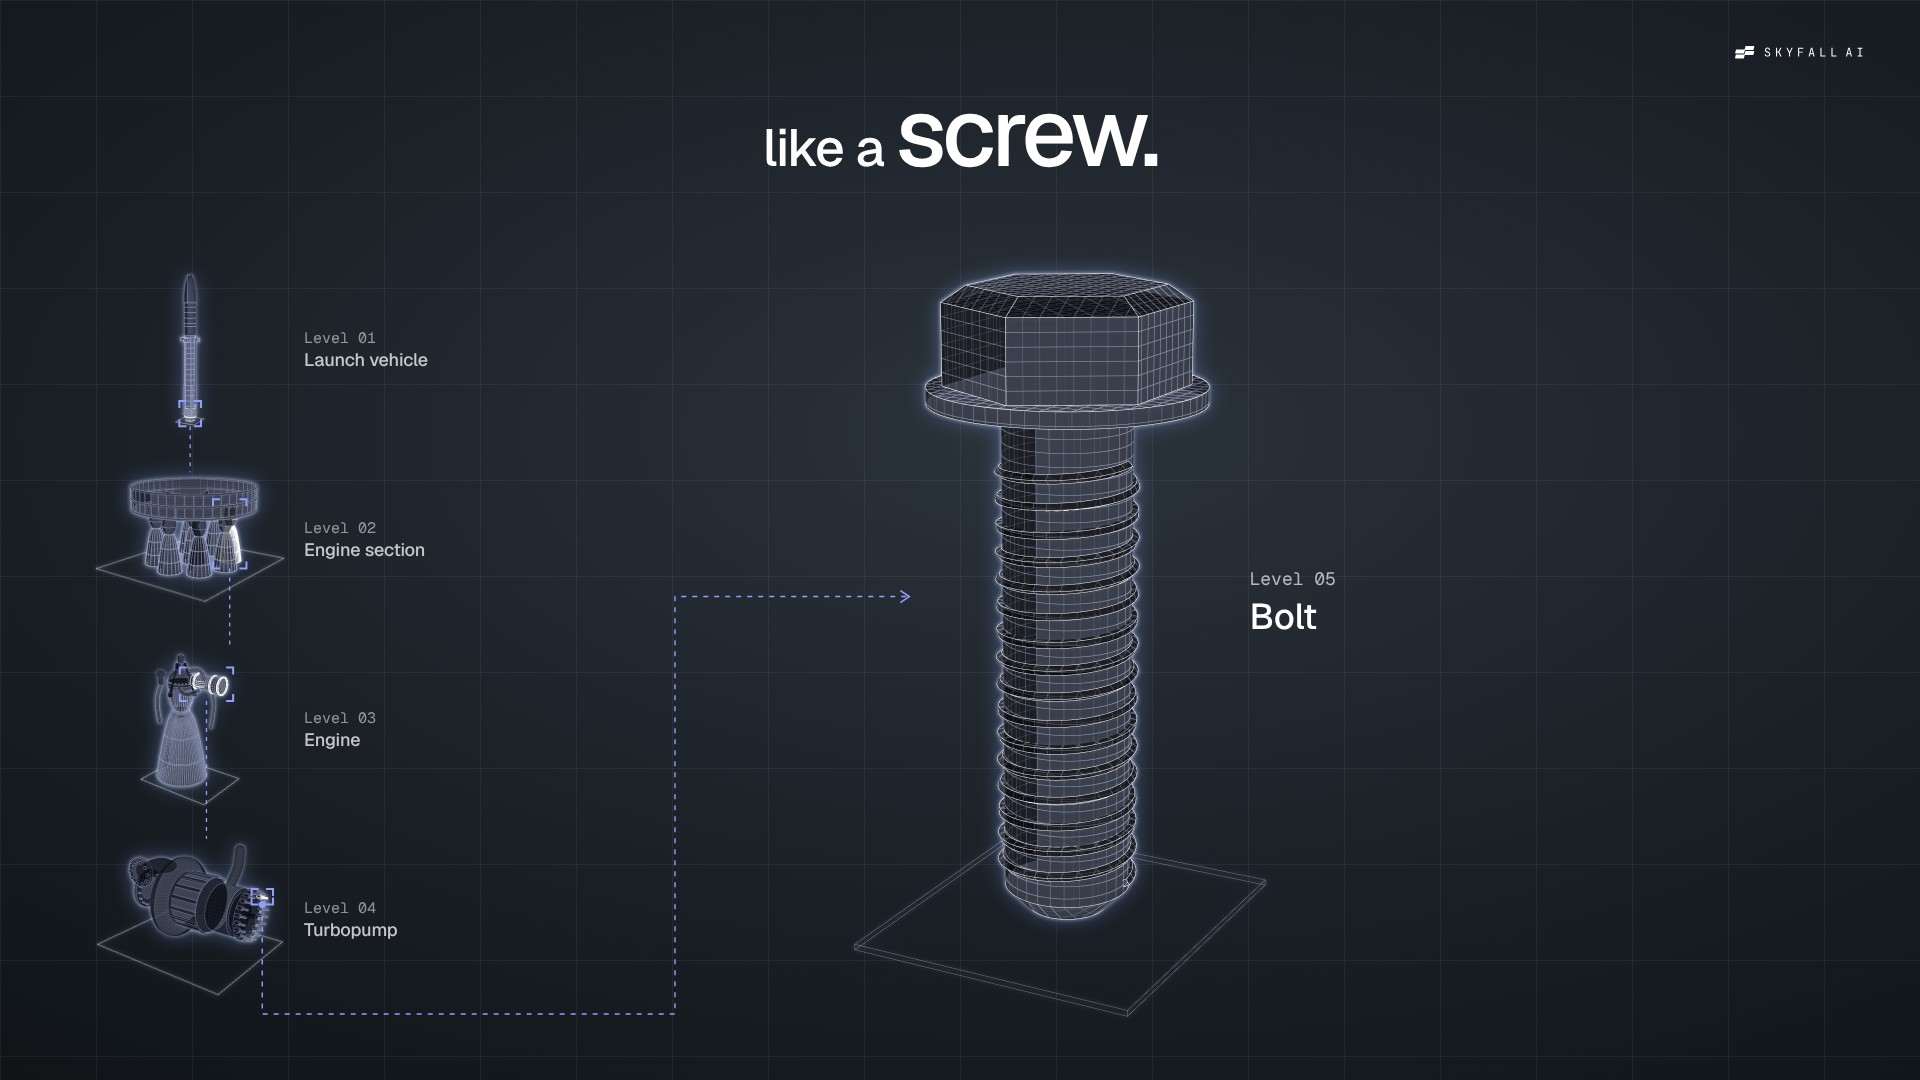 SKYFALL AI
like a screw.
Level 01
Launch vehicle
Level 02
Engine section
Level 03
Engine
Level 04
Turbopump
Level 05
Bolt